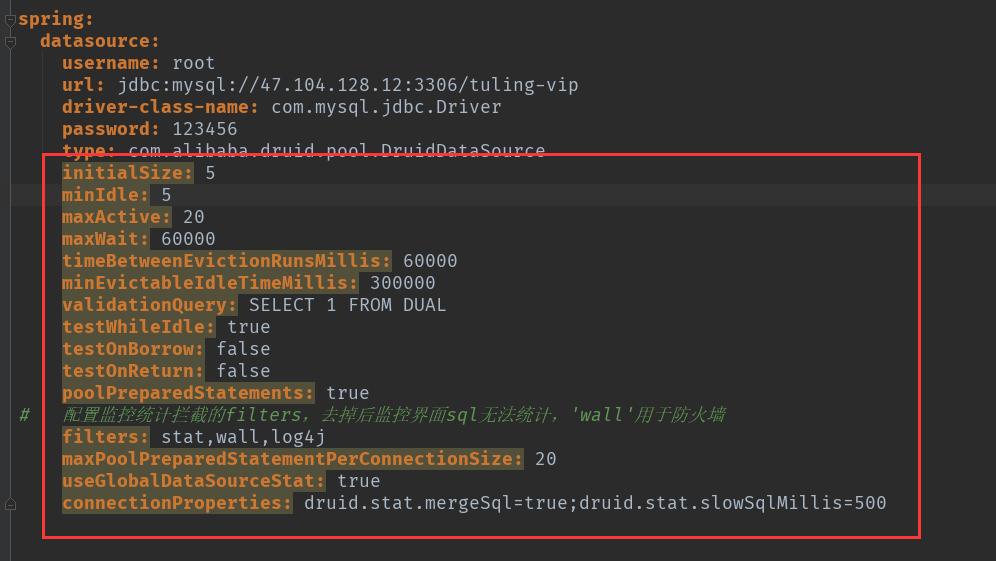 spring:
datasource:
username: root
url: jdbc:mysql://47.104.128.12:3306/tuling-vip
driver-class-name: com.mysql.jdbc.Driver
password: 123456
type: com.alibaba.druid.pool.DruidDataSource
initialSize: 5
minIdle: 5
maxActive: 20
maxWait: 60000
timeBetweenEvictionRunsMillis: 60000
minEvictableIdleTimeMillis: 300000
validationQuery: SELECT 1 FROM DUAL
testWhileIdle: true
testOnBorrow: false
testOnReturn: false
poolPreparedStatements: true
# 配置监控统计拦截的filters，去掉后监控界面sql无法统计，'wall'用于防火墙
filters: stat,wall,log4j
maxPoolPreparedStatementPerConnectionSize: 20
useGlobalDataSourceStat: true
connectionProperties: druid.stat.mergeSql=true;druid.stat.slowSqlMillis=500